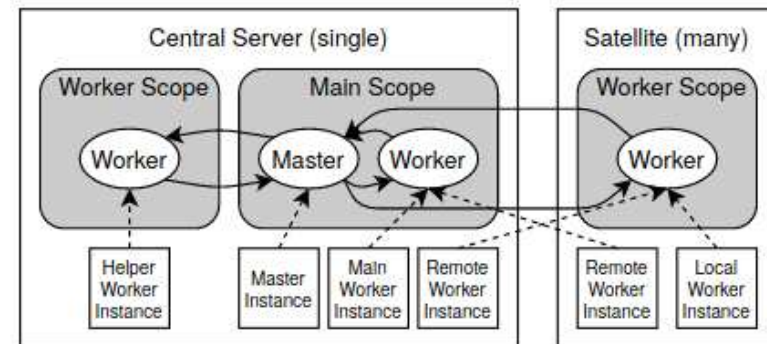 Central Server (single)
Satellite (many)
Worker Scope
Main Scope
Worker Scope
Worker
Master
Worker
Worker
Helper
Worker
Instance
Master
Instance
Main
Worker
Instance
Remote
Worker
Instance
Remote
Worker
Instance
Local
Worker
Instance